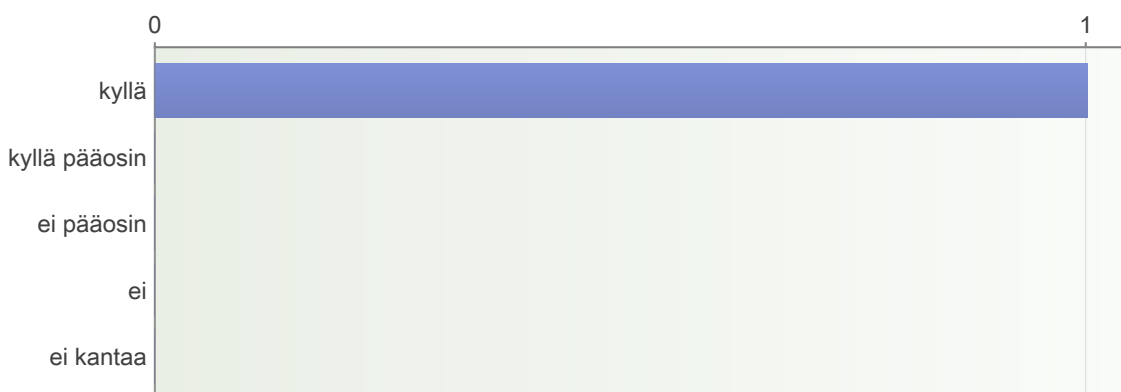 0 1
kyllä
kyllä pääosin
ei pääosin
ei
ei kantaa